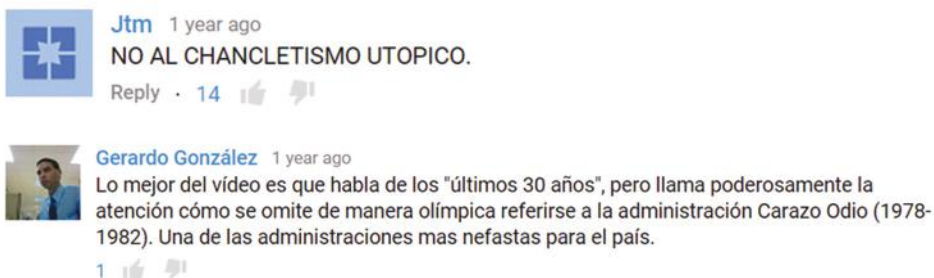 Jtm 1 year ago
NO AL CHANCLETISMO UTOPICO.
Reply · 14
Gerardo González 1 year ago
Lo mejor del vídeo es que habla de los "últimos 30 años", pero llama poderosamente la
atención cómo se omite de manera olímpica referirse a la administración Carazo Odio (1978-
1982). Una de las administraciones mas nefastas para el país.
1